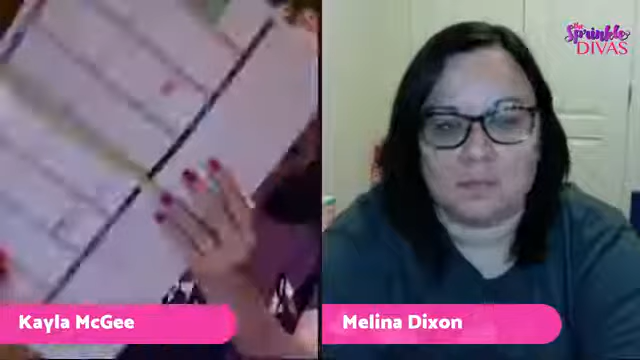 the
Sprinkle
DIVAS
Kayla McGee
Melina Dixon